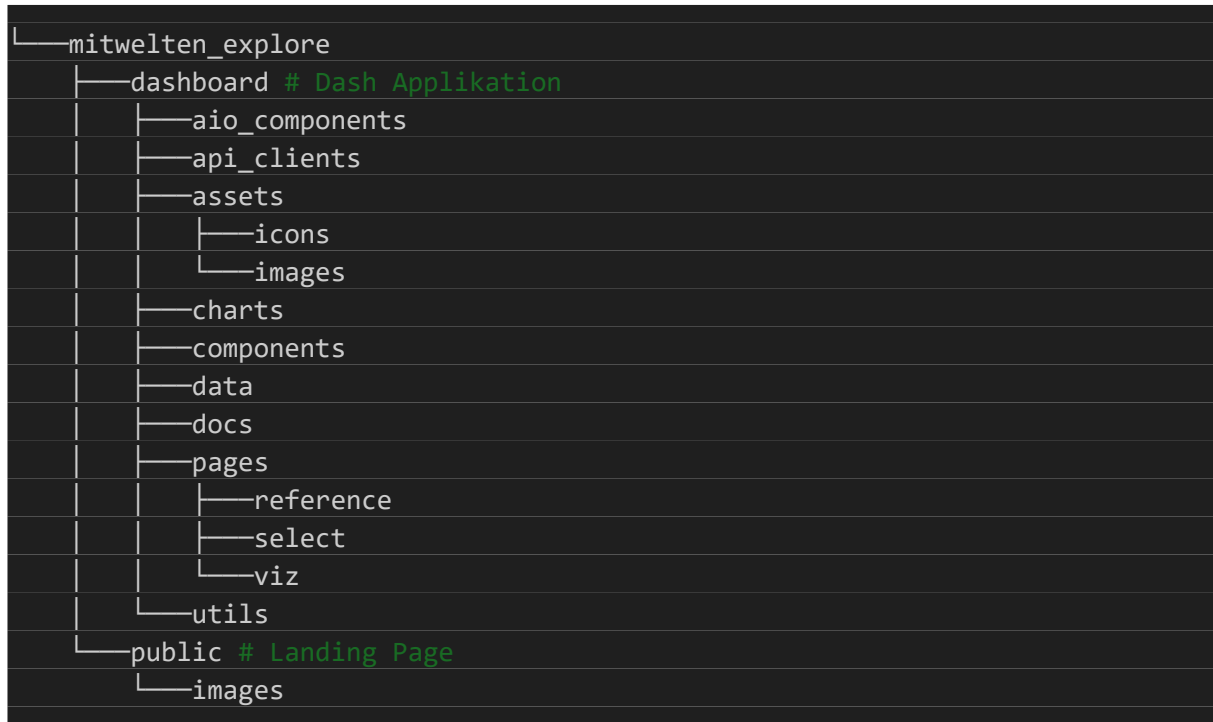 └───mitwelten_explore
    ├───dashboard # Dash Applikation
    │   ├───aio_components
    │   ├───api_clients
    │   ├───assets
    │   │   ├───icons
    │   │   └───images
    │   ├───charts
    │   ├───components
    │   ├───data
    │   ├───docs
    │   ├───pages
    │   │   ├───reference
    │   │   ├───select
    │   │   └───viz
    │   └───utils
    └───public # Landing Page
        └───images